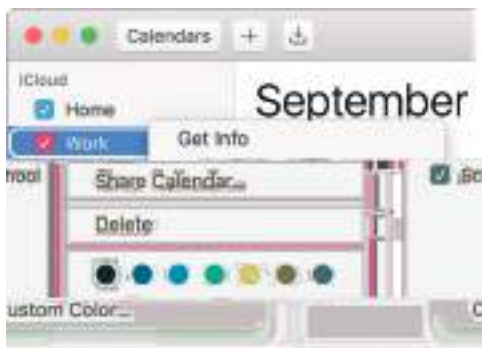 Calendars +
iCloud
Home
September
Work
Get Info
Share Calendar...
Delete
ustom Color...